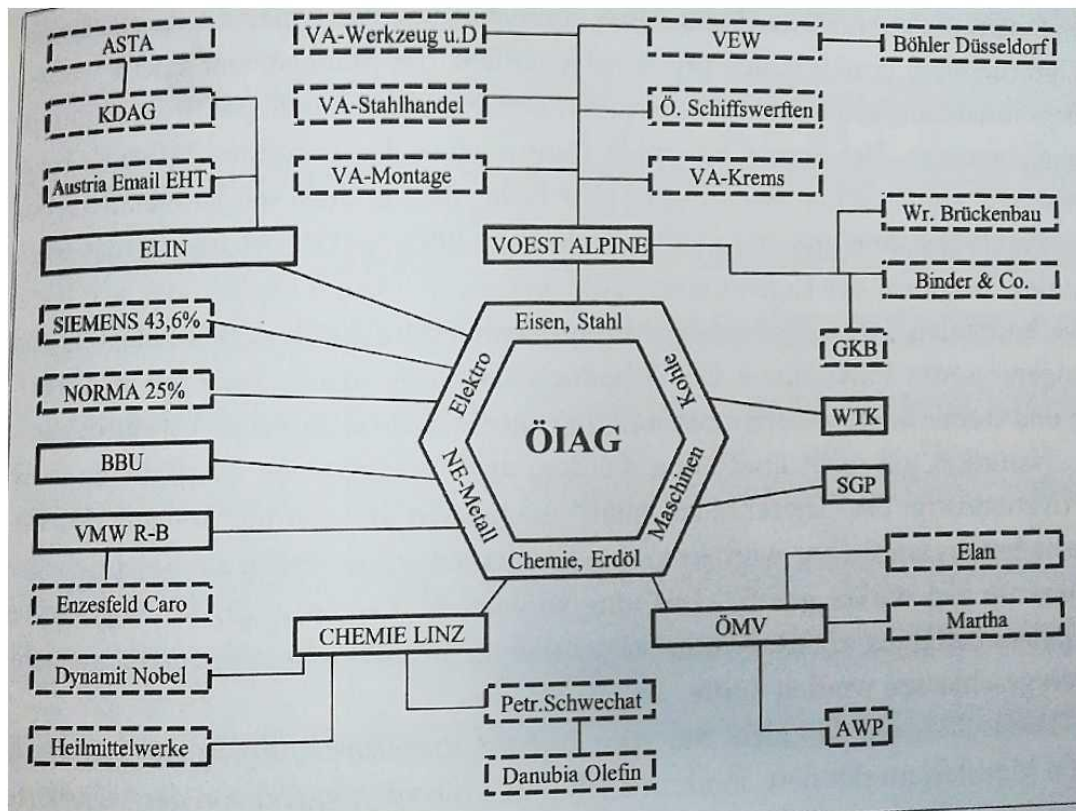 ASTA
VA-Werkzeug u.D
VEW
Böhler Düsseldorf
KDAG
VA-Stahlhandel
Ö. Schiffswerften
Austria Email EHT
VA-Montage
VA-Krems
Wr. Brückenbau
ELIN
VOEST ALPINE
Binder & Co.
SIEMENS 43,6%
Eisen, Stahl
GKB
NORMA 25%
Elektro
Kohle
WTK
ÖIAG
BBU
NE-Metall
Maschinen
SGP
VMW R-B
Chemie, Erdöl
Elan
Enzesfeld Caro
CHEMIE LINZ
ÖMV
Martha
Dynamit Nobel
Petr.Schwechat
Heilmittelwerke
AWP
Danubia Olefin